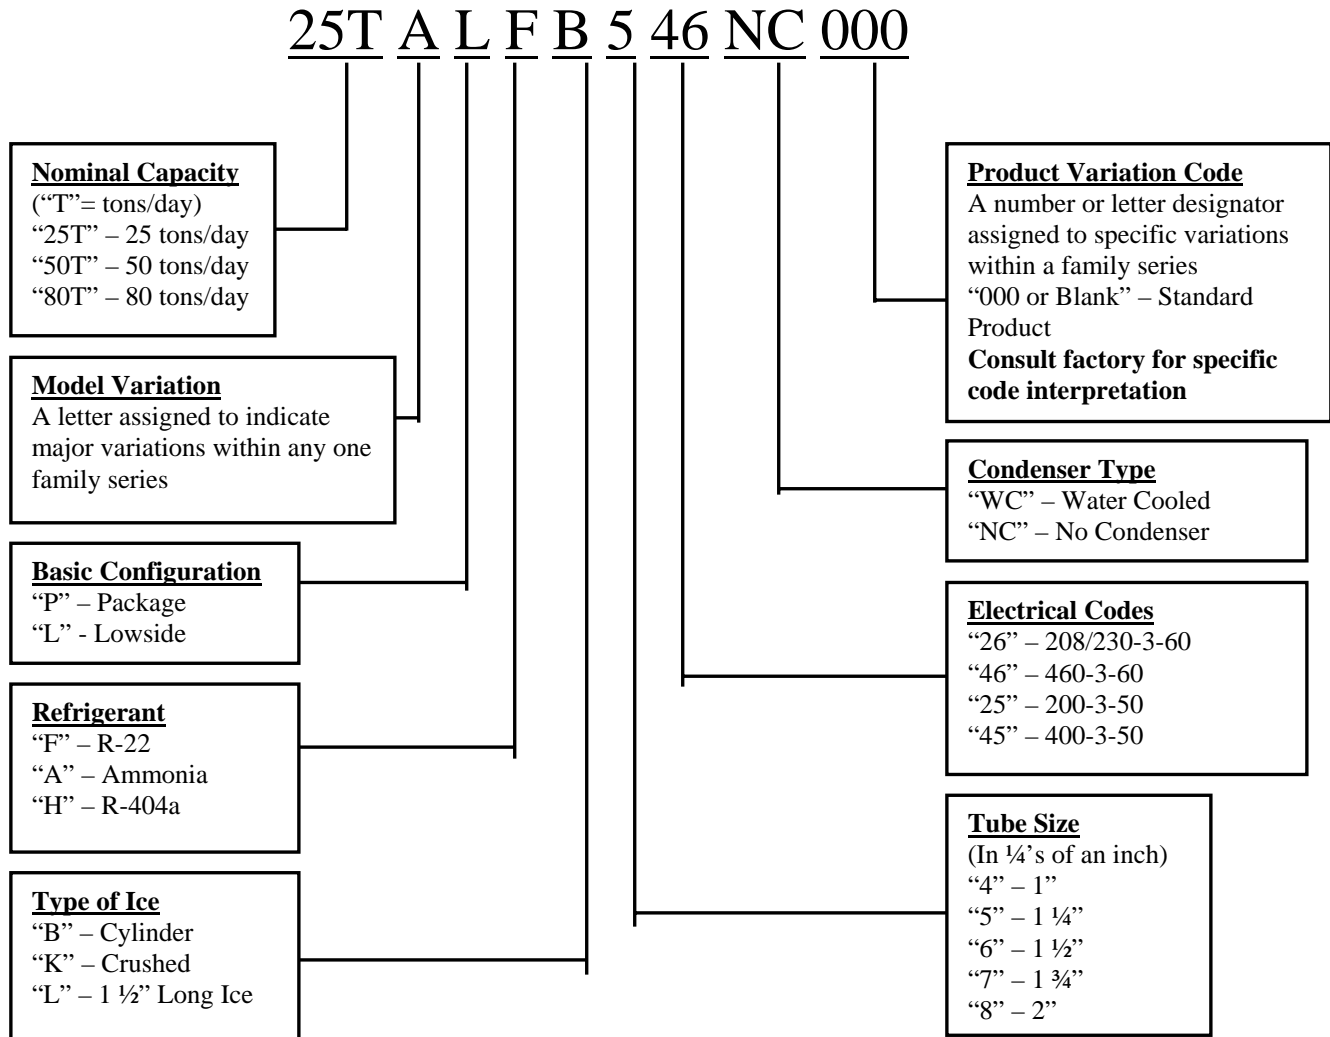 25T A L F B 5 46 NC 000
Nominal Capacity
(“T”= tons/day)
“25T” – 25 tons/day
“50T” – 50 tons/day
“80T” – 80 tons/day
Model Variation
A letter assigned to indicate
major variations within any one
family series
Basic Configuration
“P” – Package
“L” - Lowside
Refrigerant
“F” – R-22
“A” – Ammonia
“H” – R-404a
Type of Ice
“B” – Cylinder
“K” – Crushed
“L” – 1 ½” Long Ice
Product Variation Code
A number or letter designator
assigned to specific variations
within a family series
“000 or Blank” – Standard
Product
Consult factory for specific
code interpretation
Condenser Type
“WC” – Water Cooled
“NC” – No Condenser
Electrical Codes
“26” – 208/230-3-60
“46” – 460-3-60
“25” – 200-3-50
“45” – 400-3-50
Tube Size
(In ¼’s of an inch)
“4” – 1”
“5” – 1 ¼”
“6” – 1 ½”
“7” – 1 ¾”
“8” – 2”